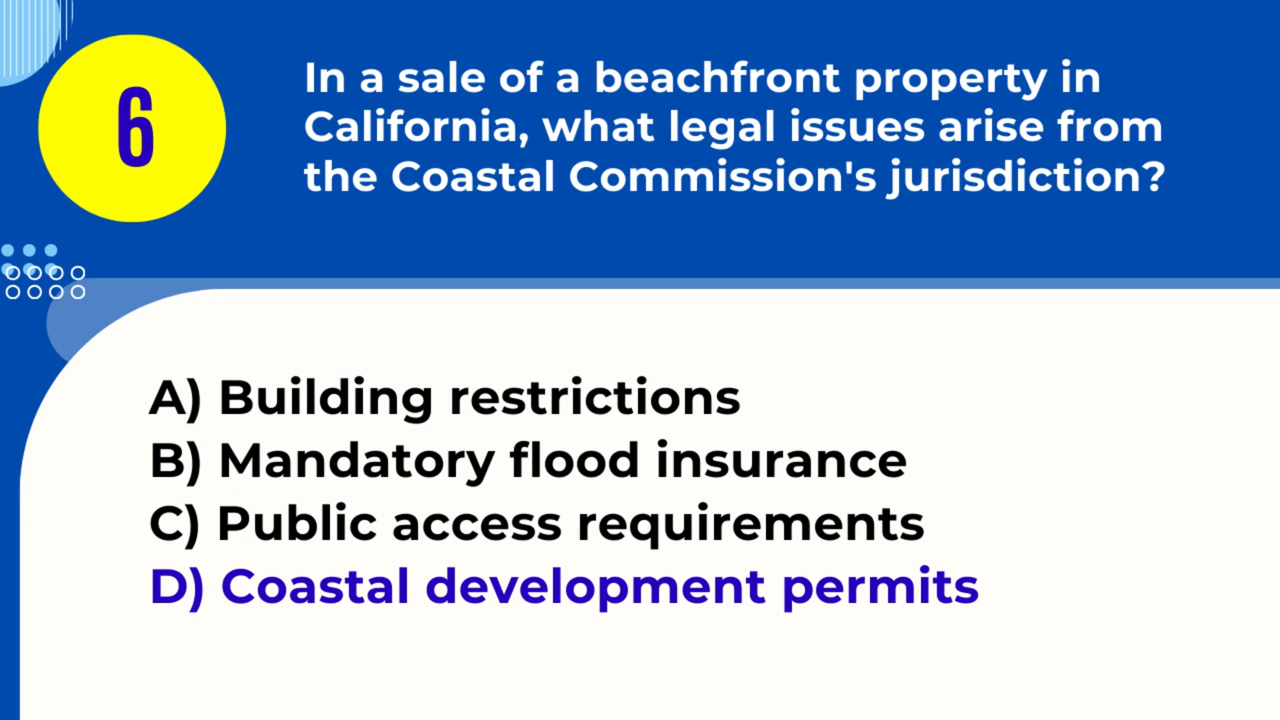 6
In a sale of a beachfront property in
California, what legal issues arise from
the Coastal Commission's jurisdiction?
A) Building restrictions
B) Mandatory flood insurance
C) Public access requirements
D) Coastal development permits